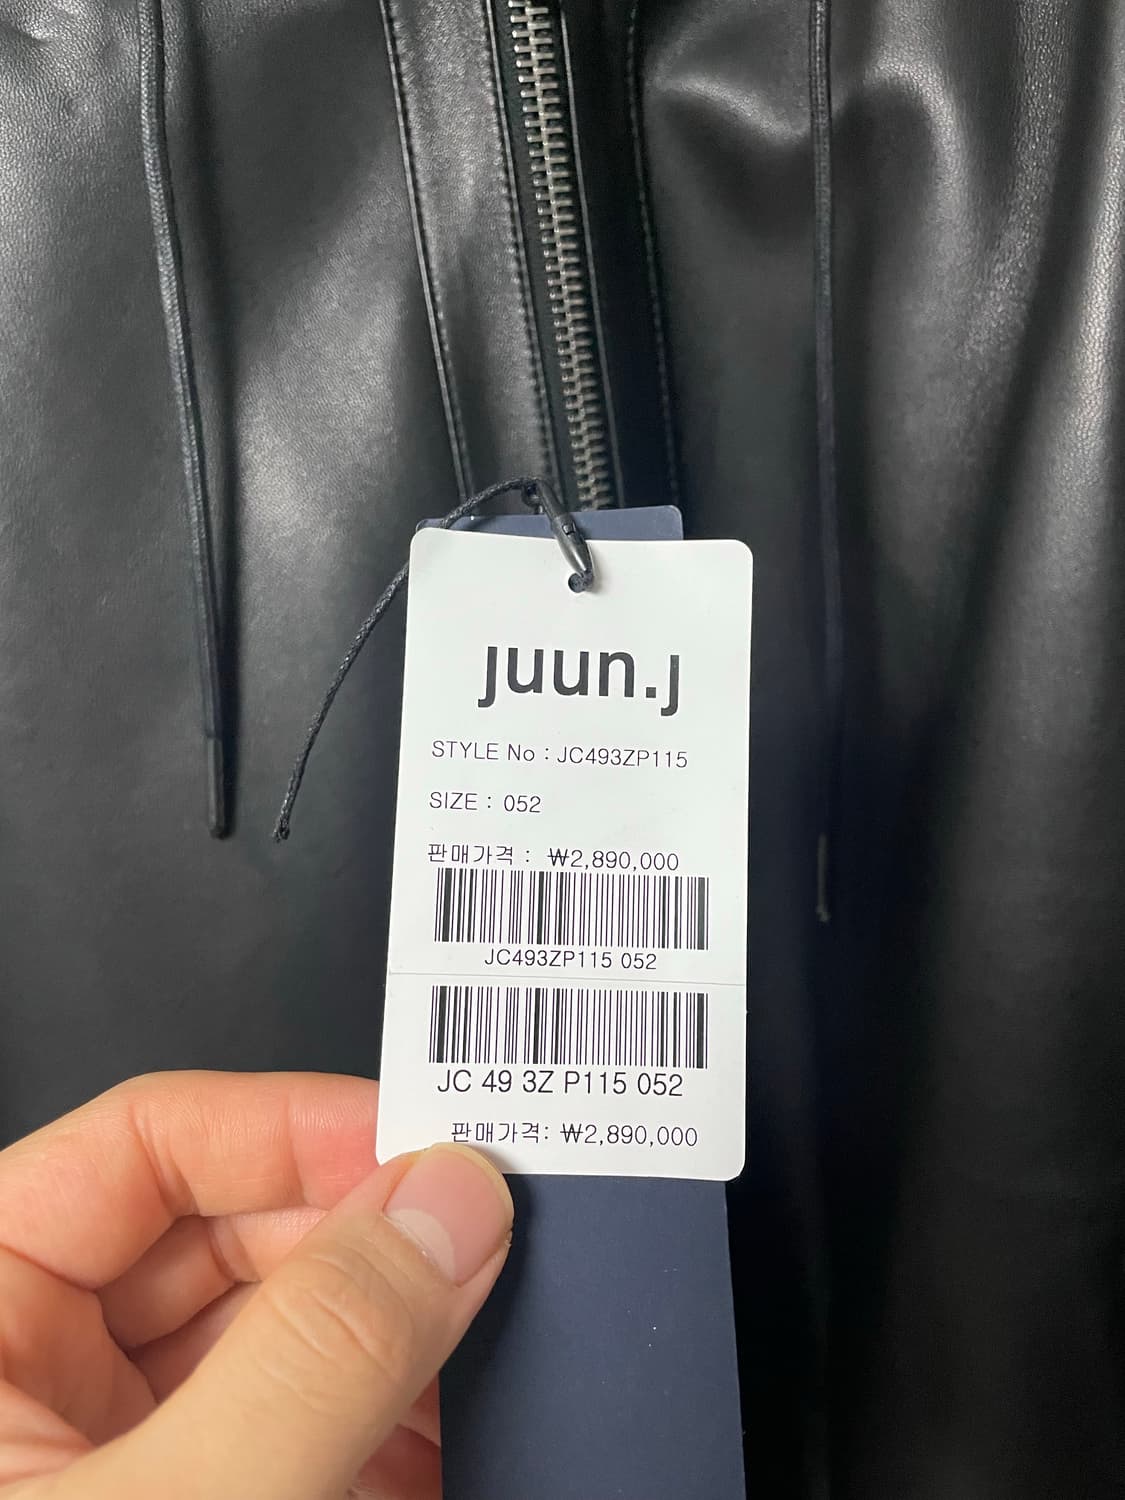 juun.j
STYLE No : JC493ZP115
SIZE : 052
판매가격 : ₩2,890,000
JC493ZP115 052
JC 49 3Z P115 052
판매가격: ₩2,890,000